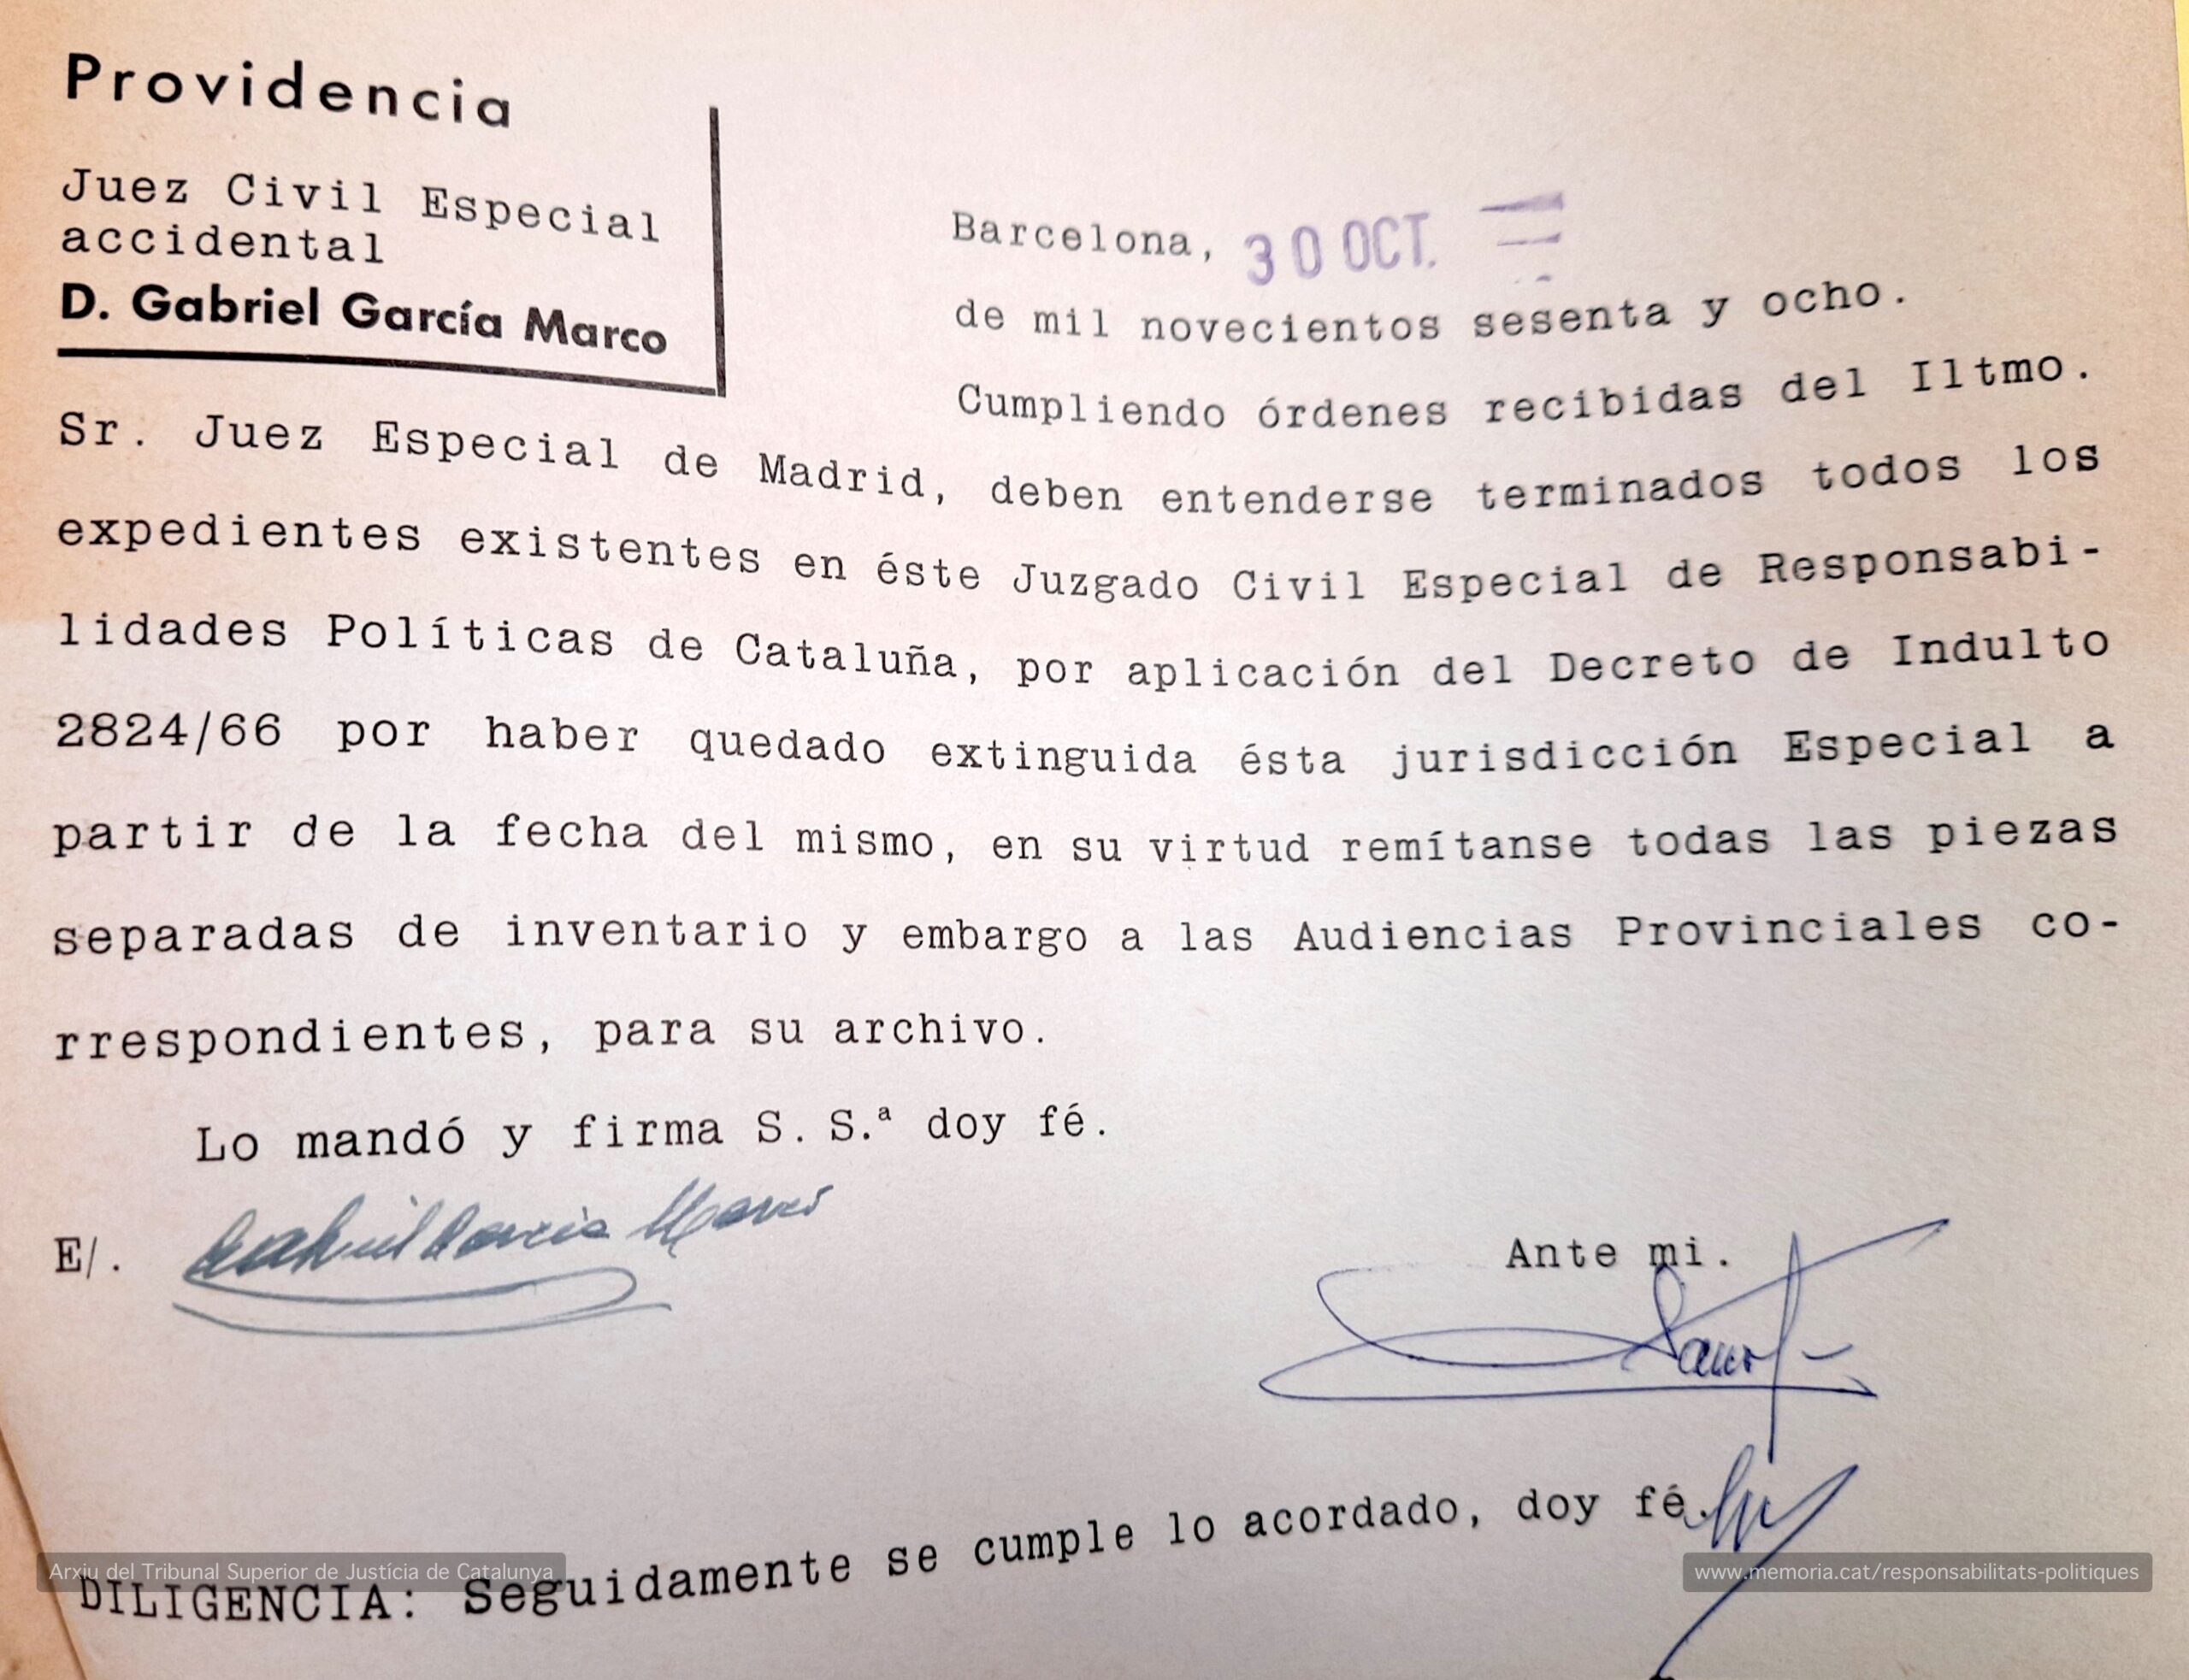 Providencia
Juez Civil Especial
accidental
D. Gabriel García Marco
Barcelona, 30 OCT.
de mil novecientos sesenta y ocho.
Cumpliendo órdenes recibidas del Iltmo.
Sr. Juez Especial de Madrid, deben entenderse terminados todos los
expedientes existentes en éste Juzgado Civil Especial de Responsabi-
lidades Políticas de Cataluña, por aplicación del Decreto de Indulto
2824/66 por haber quedado extinguida ésta jurisdicción Especial a
partir de la fecha del mismo, en su virtud remítanse todas las piezas
separadas de inventario y embargo a las Audiencias Provinciales co-
rrespondientes, para su archivo.
Lo mandó y firma S. S.ª doy fé.
E/. Gabriel Garcia Marco
Ante mi.
DILIGENCIA: Seguidamente se cumple lo acordado, doy fé.
Arxiu del Tribunal Superior de Justícia de Catalunya
www.memoria.cat/responsabilitats-politiques